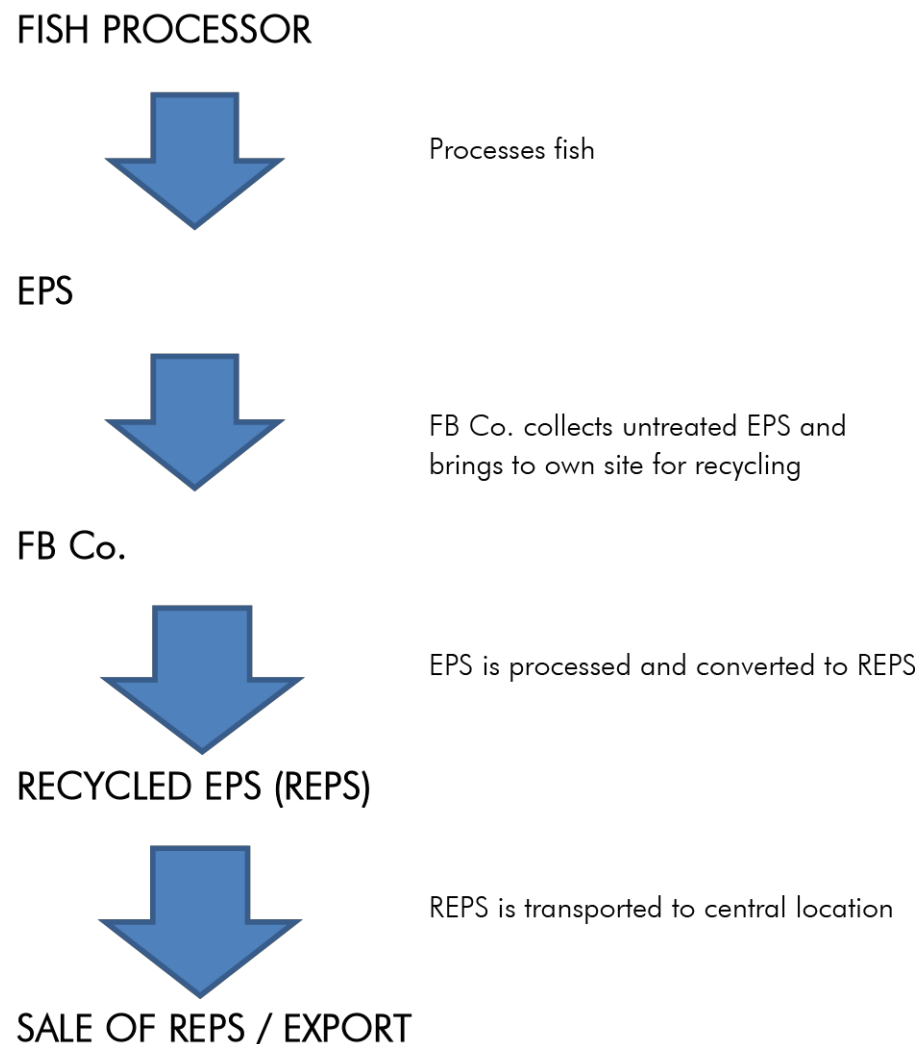 FISH PROCESSOR
Processes fish
EPS
FB Co. collects untreated EPS and
brings to own site for recycling
FB Co.
EPS is processed and converted to REPS
RECYCLED EPS (REPS)
REPS is transported to central location
SALE OF REPS / EXPORT